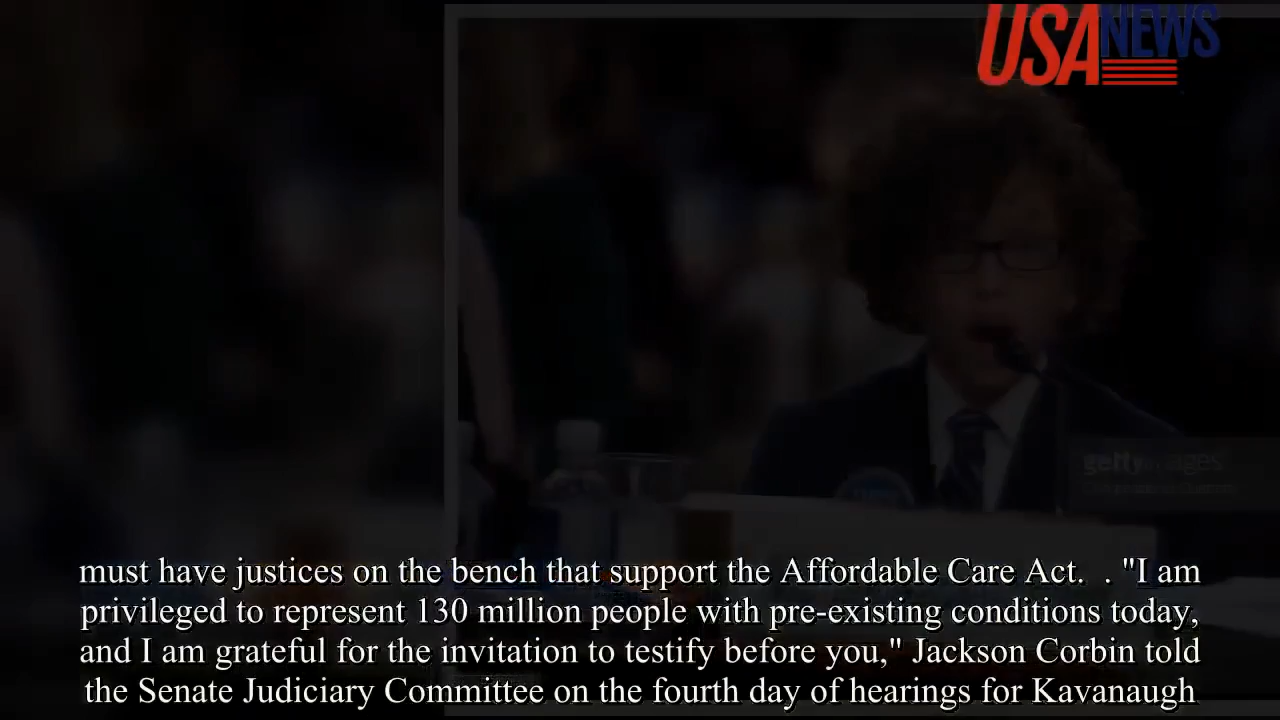 USANEWS
gettyimages
must have justices on the bench that support the Affordable Care Act.  . "I am
privileged to represent 130 million people with pre-existing conditions today,
and I am grateful for the invitation to testify before you," Jackson Corbin told
the Senate Judiciary Committee on the fourth day of hearings for Kavanaugh